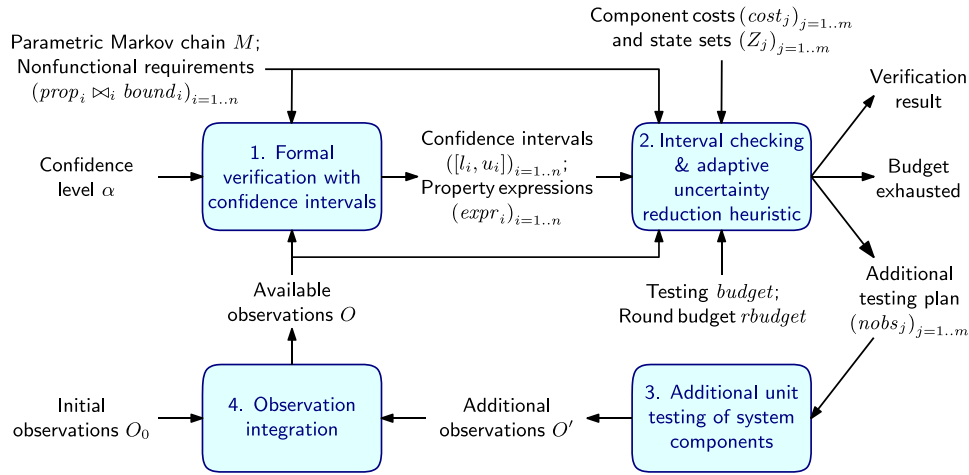 Parametric Markov chain M;
Nonfunctional requirements
(prop_i ⋈_i bound_i)_{i=1..n}
Component costs (cost_j)_{j=1..m}
and state sets (Z_j)_{j=1..m}
Verification
result
Confidence
level α
1. Formal
verification with
confidence intervals
Confidence intervals
([l_i, u_i])_{i=1..n};
Property expressions
(expr_i)_{i=1..n}
2. Interval checking
& adaptive
uncertainty
reduction heuristic
Budget
exhausted
Available
observations O
Testing budget;
Round budget rbudget
Additional
testing plan
(nobs_j)_{j=1..m}
Initial
observations O_0
4. Observation
integration
Additional
observations O′
3. Additional unit
testing of system
components